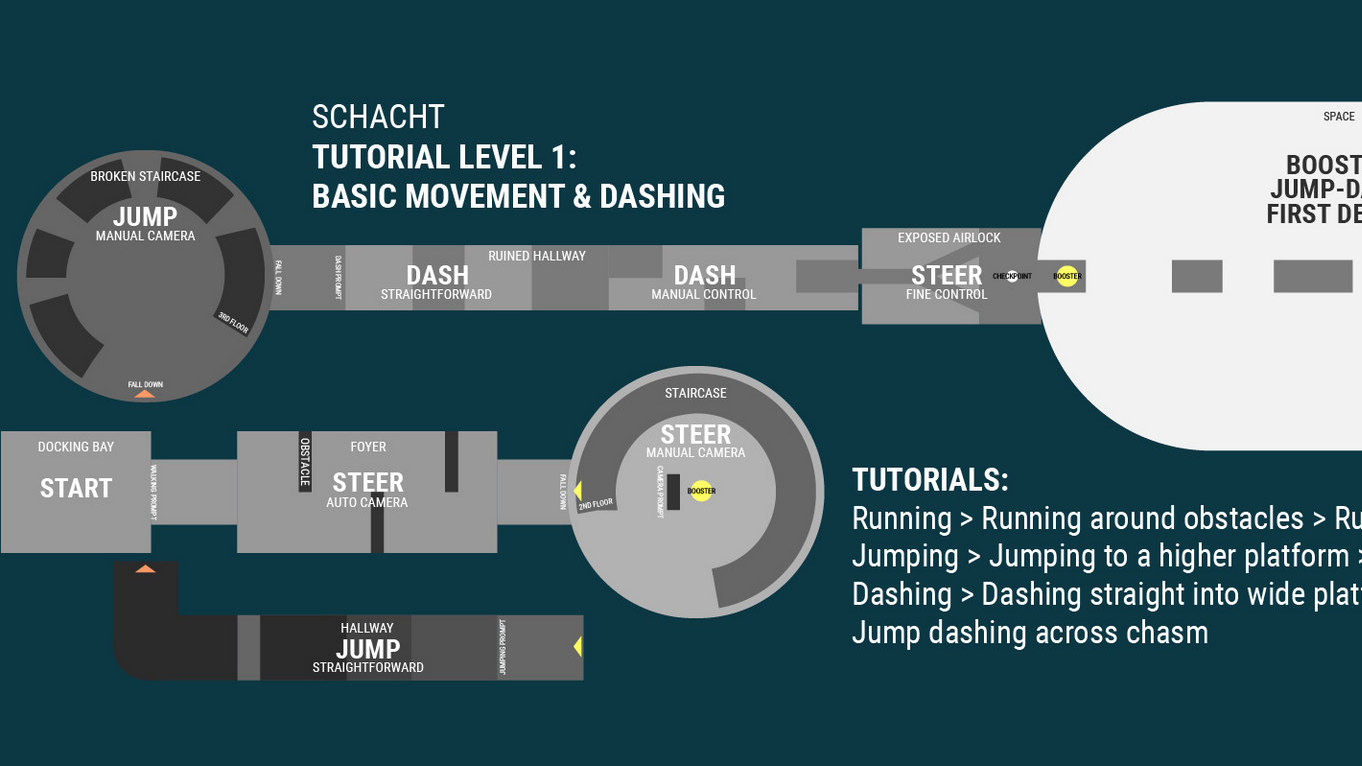 SCHACHT
TUTORIAL LEVEL 1:
BASIC MOVEMENT & DASHING
SPACE
BOOST
JUMP-DA
FIRST DE
BROKEN STAIRCASE
JUMP
MANUAL CAMERA
3RD FLOOR
FALL DOWN
FALL DOWN
DASH PROMPT
RUINED HALLWAY
DASH
STRAIGHTFORWARD
DASH
MANUAL CONTROL
EXPOSED AIRLOCK
STEER
FINE CONTROL
CHECKPOINT
BOOSTER
DOCKING BAY
START
WALKING PROMPT
OBSTACLE
FOYER
STEER
AUTO CAMERA
FALL DOWN
STAIRCASE
STEER
MANUAL CAMERA
CAMERA PROMPT
BOOSTER
2ND FLOOR
HALLWAY
JUMP
STRAIGHTFORWARD
JUMPING PROMPT
TUTORIALS:
Running > Running around obstacles > Ru
Jumping > Jumping to a higher platform >
Dashing > Dashing straight into wide plat
Jump dashing across chasm